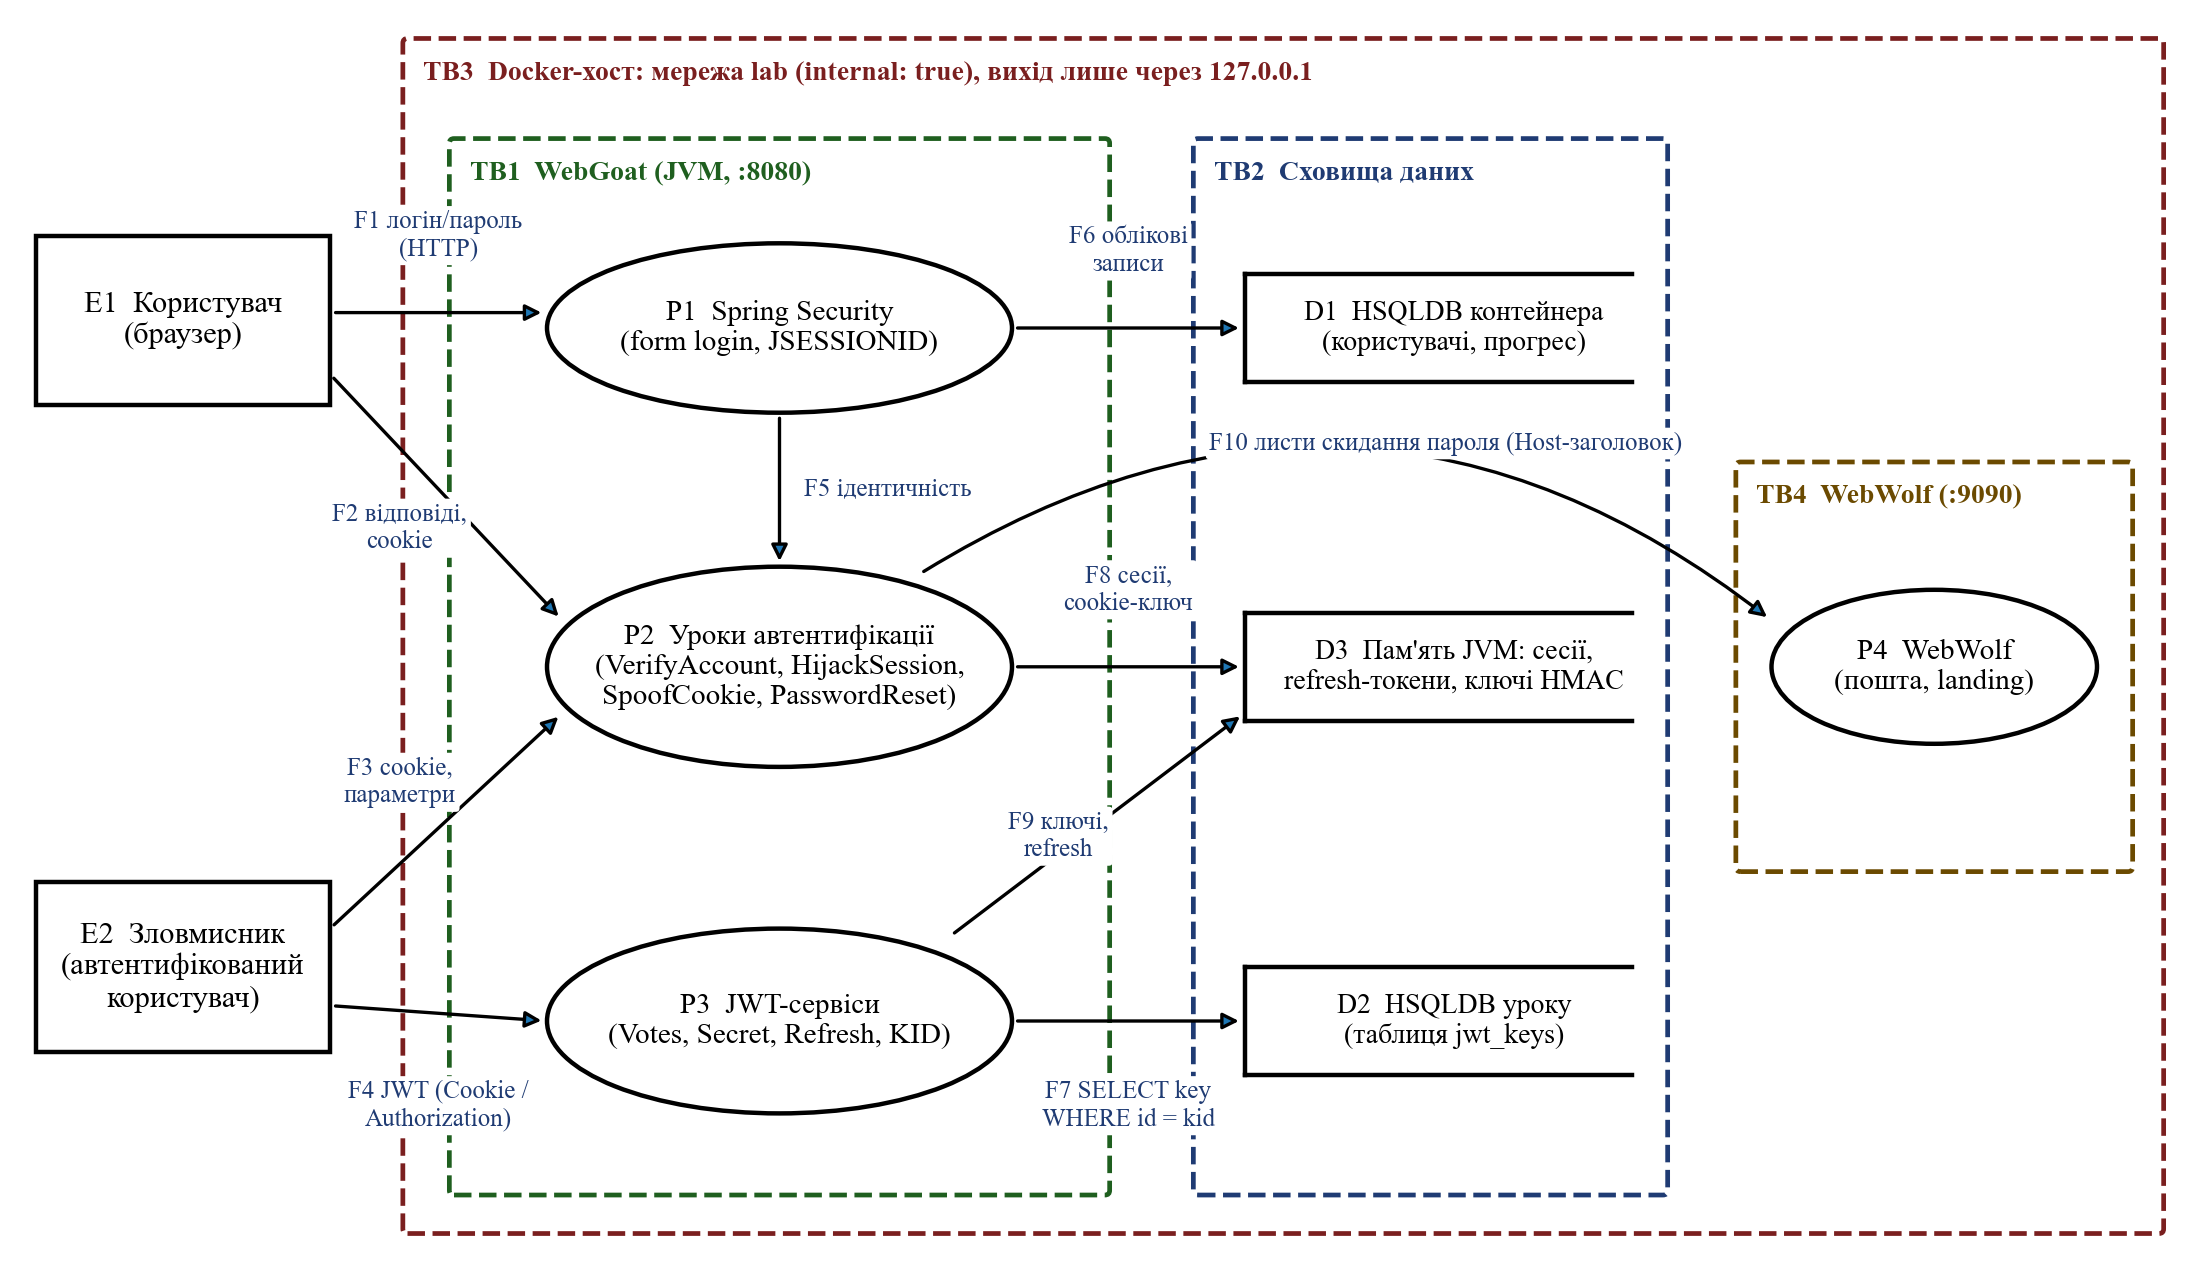 TB3 Docker-хост: мережа lab (internal: true), вихід лише через 127.0.0.1
TB1 WebGoat (JVM, :8080)
TB2 Сховища даних
F1 логін/пароль
(HTTP)
F6 облікові
записи
E1 Користувач
(браузер)
P1 Spring Security
(form login, JSESSIONID)
D1 HSQLDB контейнера
(користувачі, прогрес)
F10 листи скидання пароля (Host-заголовок)
F5 ідентичність
TB4 WebWolf (:9090)
F2 відповіді,
cookie
F8 сесії,
cookie-ключ
P2 Уроки автентифікації
(VerifyAccount, HijackSession,
SpoofCookie, PasswordReset)
D3 Пам'ять JVM: сесії,
refresh-токени, ключі HMAC
P4 WebWolf
(пошта, landing)
F3 cookie,
параметри
F9 ключі,
refresh
E2 Зловмисник
(автентифікований
користувач)
P3 JWT-сервіси
(Votes, Secret, Refresh, KID)
D2 HSQLDB уроку
(таблиця jwt_keys)
F4 JWT (Cookie /
Authorization)
F7 SELECT key
WHERE id = kid